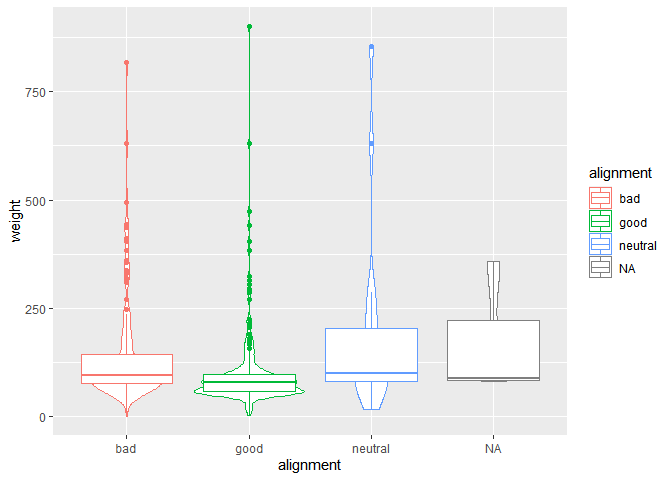 750
500
250
0
weight
bad good neutral NA
alignment
alignment
bad
good
neutral
NA